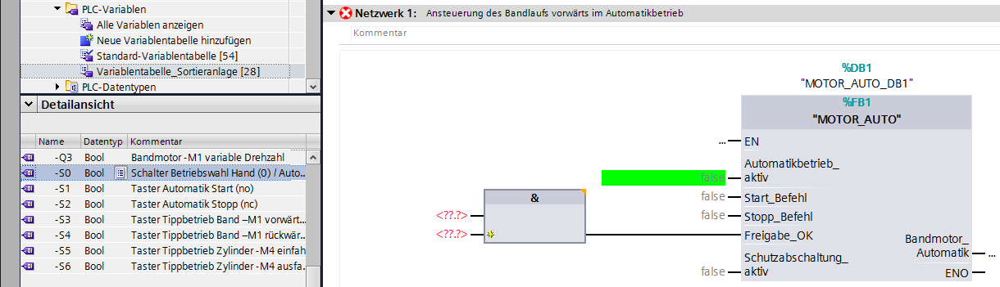 PLC-Variablen
Alle Variablen anzeigen
Neue Variablentabelle hinzufügen
Standard-Variablentabelle [54]
Variablentabelle_Sortieranlage [28]
PLC-Datentypen
Detailansicht
Name Datentyp Kommentar
-Q3 Bool Bandmotor -M1 variable Drehzahl
-S0 Bool Schalter Betriebswahl Hand (0) / Auto...
-S1 Bool Taster Automatik Start (no)
-S2 Bool Taster Automatik Stopp (nc)
-S3 Bool Taster Tippbetrieb Band –M1 vorwärt...
-S4 Bool Taster Tippbetrieb Band –M1 rückwär...
-S5 Bool Taster Tippbetrieb Zylinder -M4 einfah
-S6 Bool Taster Tippbetrieb Zylinder -M4 ausfa...
Netzwerk 1: Ansteuerung des Bandlaufs vorwärts im Automatikbetrieb
Kommentar
%DB1
"MOTOR_AUTO_DB1"
%FB1
"MOTOR_AUTO"
... EN
Automatikbetrieb_
false aktiv
false Start_Befehl
false Stopp_Befehl
Freigabe_OK
Schutzabschaltung_
false aktiv
Bandmotor_
Automatik ...
ENO
&
<??.?>
<??.?>